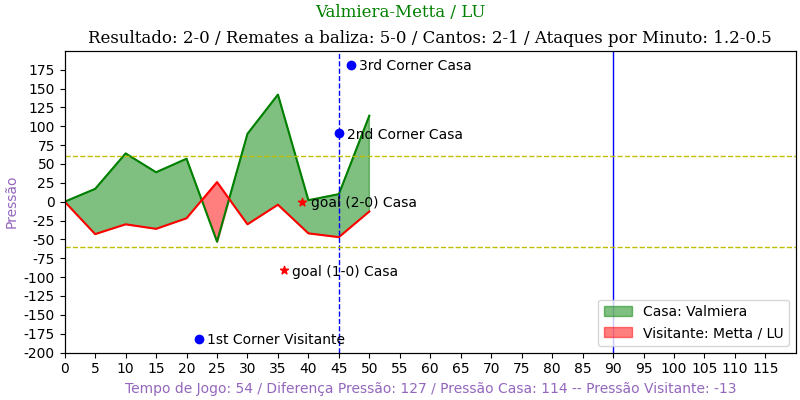 Valmiera-Metta / LU
Resultado: 2-0 / Remates a baliza: 5-0 / Cantos: 2-1 / Ataques por Minuto: 1.2-0.5
Pressão
175
150
125
100
75
50
25
0
-25
-50
-75
-100
-125
-150
-175
-200
3rd Corner Casa
2nd Corner Casa
goal (2-0) Casa
goal (1-0) Casa
1st Corner Visitante
Casa: Valmiera
Visitante: Metta / LU
0 5 10 15 20 25 30 35 40 45 50 55 60 65 70 75 80 85 90 95 100 105 110 115
Tempo de Jogo: 54 / Diferença Pressão: 127 / Pressão Casa: 114 -- Pressão Visitante: -13